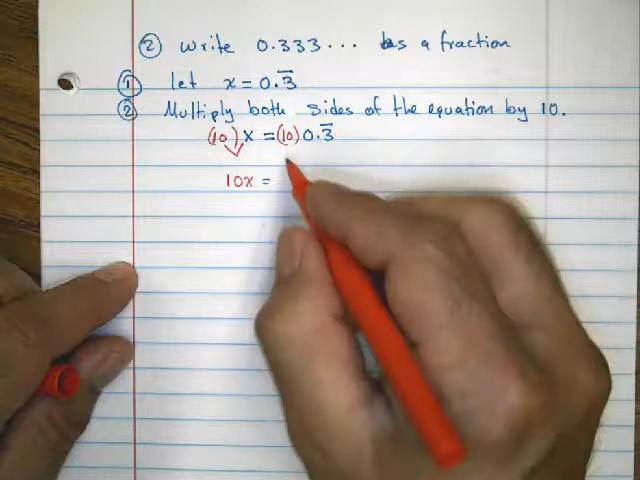 ② Write 0.333... as a fraction
① let x = 0.3̅
② Multiply both sides of the equation by 10.
(10) x = (10) 0.3̅
10x =